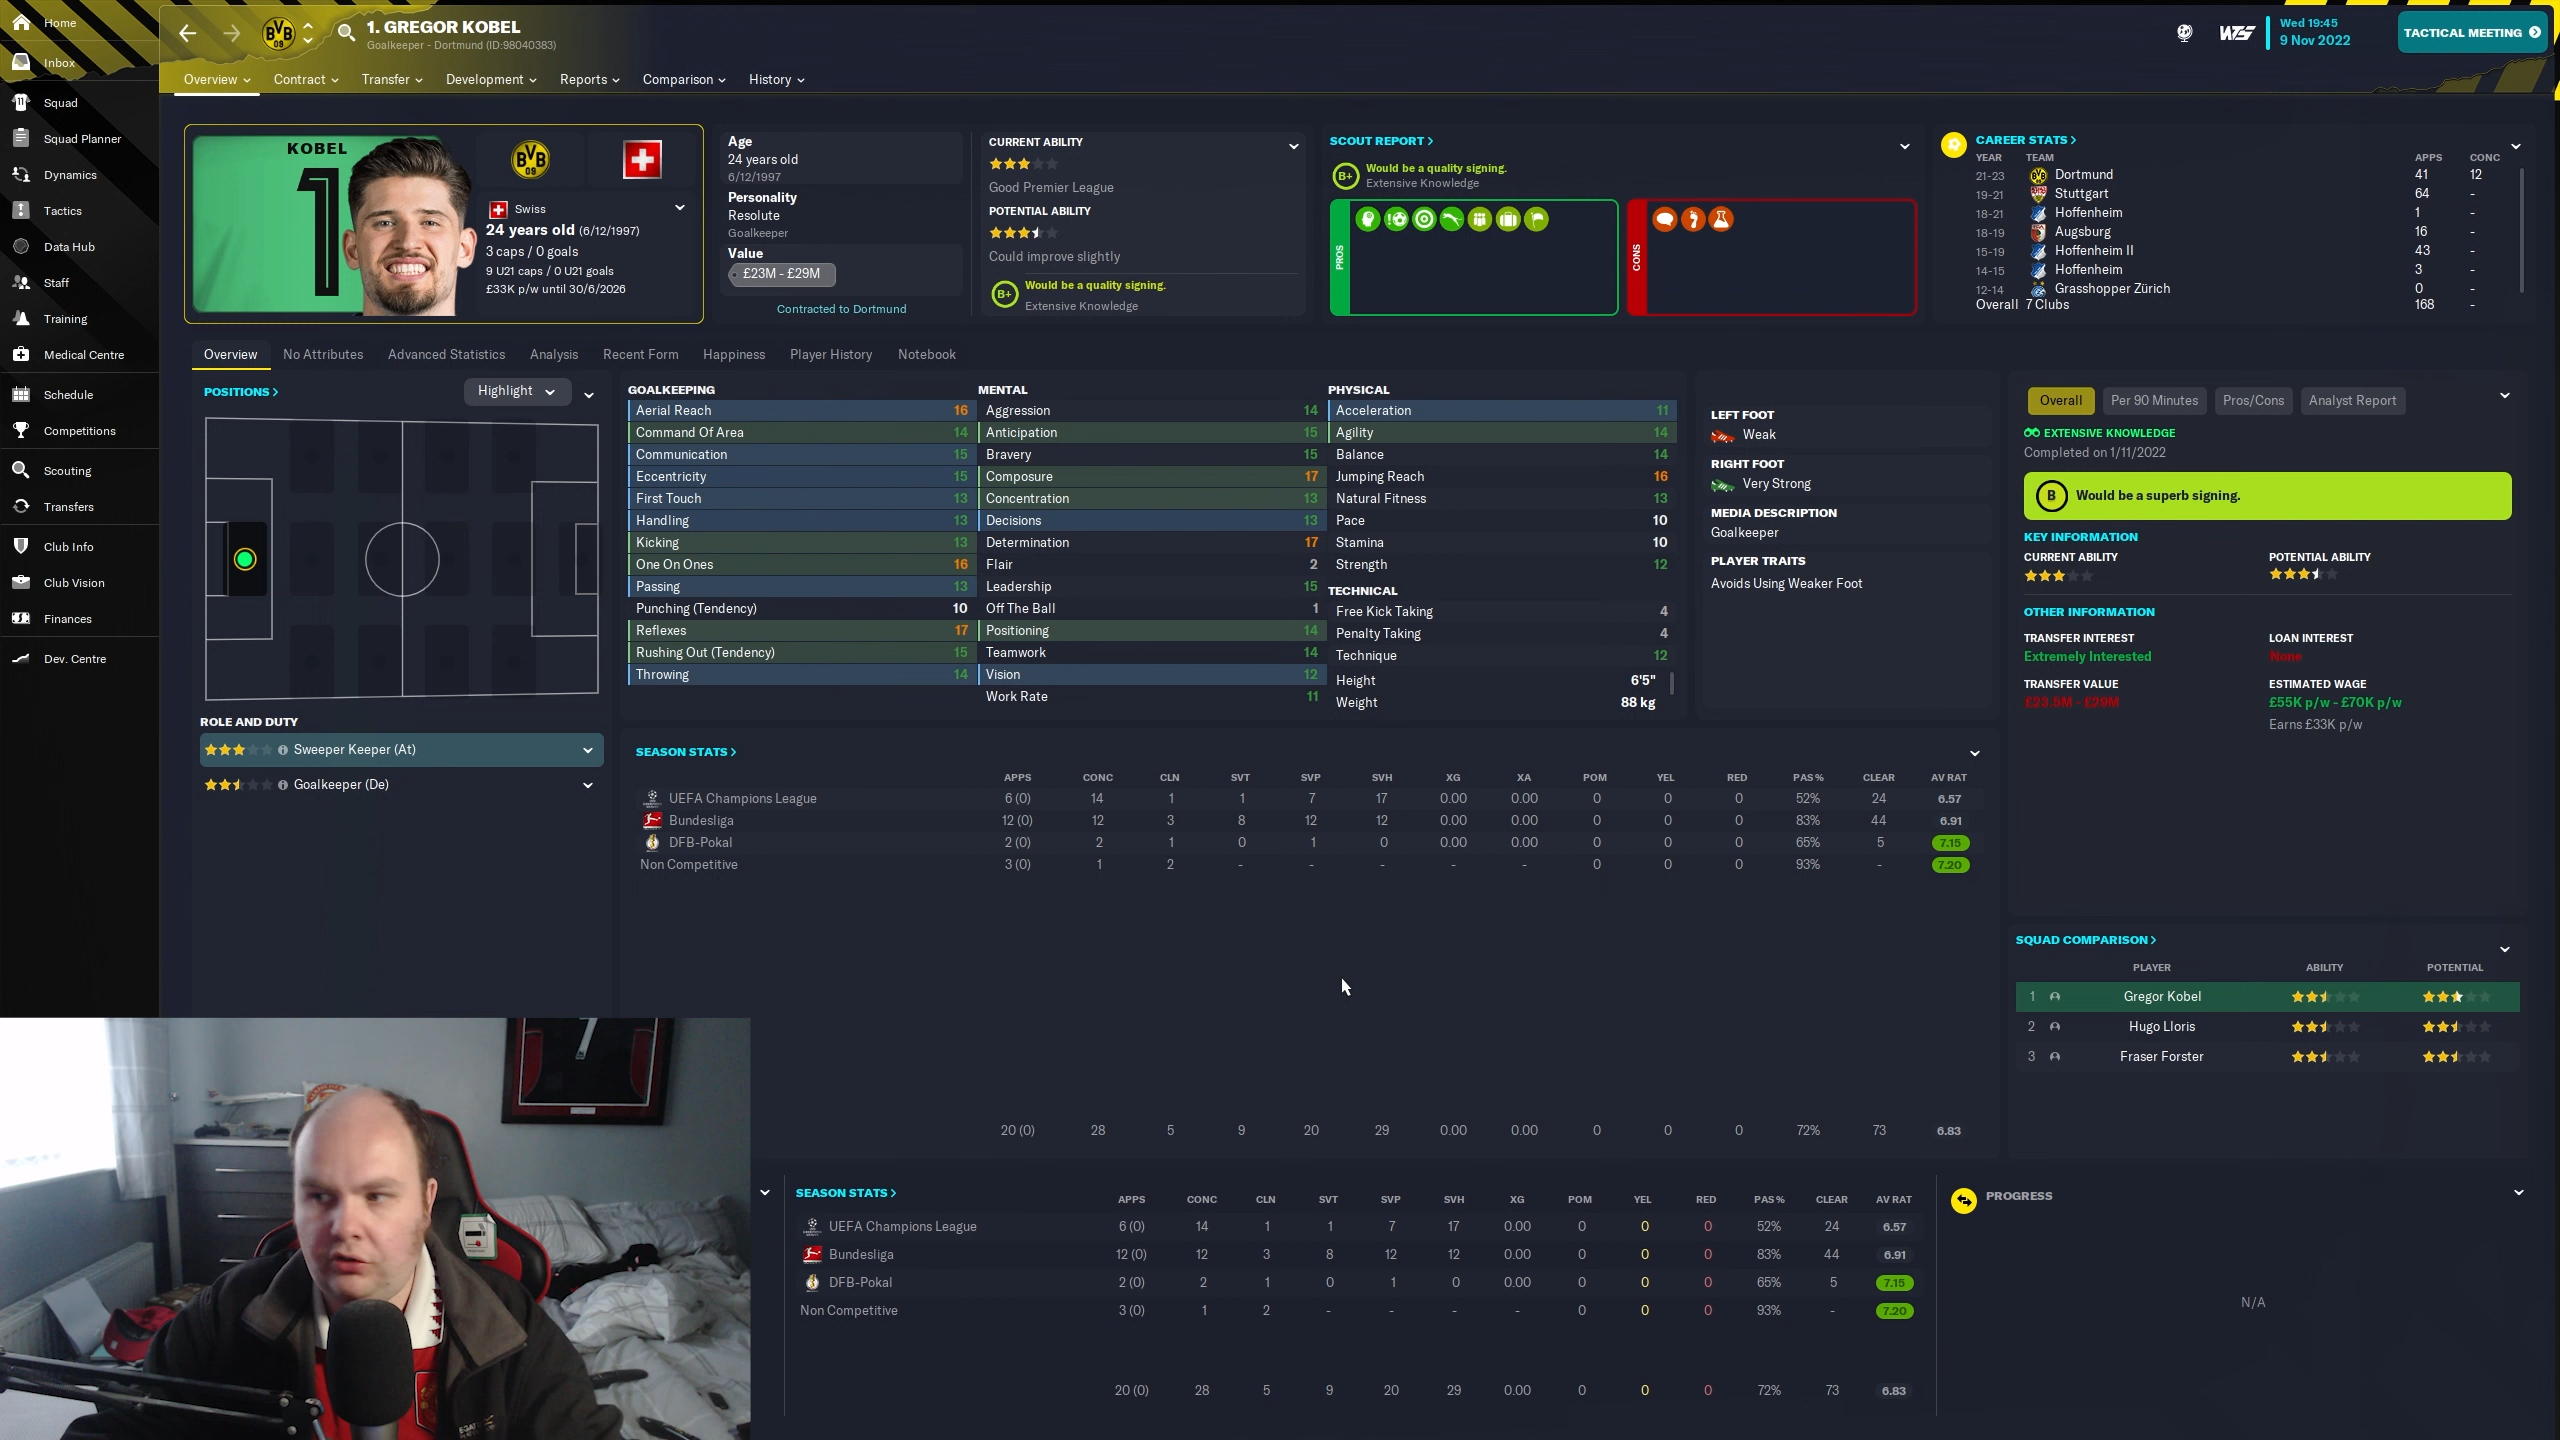 Home
Inbox
Squad
Squad Planner
Dynamics
Tactics
Data Hub
Staff
Training
Medical Centre
Schedule
Competitions
Scouting
Transfers
Club Info
Club Vision
Finances
Dev. Centre
1. GREGOR KOBEL
Goalkeeper - Dortmund (ID:98040383)
Wed 19:45
9 Nov 2022
TACTICAL MEETING
Overview Contract Transfer Development Reports Comparison History
KOBEL
1
BVB 09
Swiss
24 years old (6/12/1997)
3 caps / 0 goals
9 U21 caps / 0 U21 goals
£33K p/w until 30/6/2026
Age
24 years old
6/12/1997
Personality
Resolute
Goalkeeper
Value
£23M - £29M
Contracted to Dortmund
CURRENT ABILITY
Good Premier League
POTENTIAL ABILITY
Could improve slightly
B+ Would be a quality signing.
Extensive Knowledge
SCOUT REPORT >
B+ Would be a quality signing.
Extensive Knowledge
PROS
CONS
CAREER STATS >
YEAR TEAM APPS CONC
21-23 Dortmund 41 12
19-21 Stuttgart 64 -
18-21 Hoffenheim 1 -
18-19 Augsburg 16 -
15-19 Hoffenheim II 43 -
14-15 Hoffenheim 3 -
12-14 Grasshopper Zürich 0 -
Overall 7 Clubs 168 -
Overview No Attributes Advanced Statistics Analysis Recent Form Happiness Player History Notebook
POSITIONS >
Highlight
ROLE AND DUTY
Sweeper Keeper (At)
Goalkeeper (De)
GOALKEEPING
Aerial Reach 16
Command Of Area 14
Communication 15
Eccentricity 15
First Touch 13
Handling 13
Kicking 13
One On Ones 16
Passing 13
Punching (Tendency) 10
Reflexes 17
Rushing Out (Tendency) 15
Throwing 14
MENTAL
Aggression 14
Anticipation 15
Bravery 15
Composure 17
Concentration 13
Decisions 13
Determination 17
Flair 2
Leadership 15
Off The Ball 1
Positioning 14
Teamwork 14
Vision 12
Work Rate 11
PHYSICAL
Acceleration 11
Agility 14
Balance 14
Jumping Reach 16
Natural Fitness 13
Pace 10
Stamina 10
Strength 12
TECHNICAL
Free Kick Taking 4
Penalty Taking 4
Technique 12
Height 6'5"
Weight 88 kg
LEFT FOOT
Weak
RIGHT FOOT
Very Strong
MEDIA DESCRIPTION
Goalkeeper
PLAYER TRAITS
Avoids Using Weaker Foot
Overall Per 90 Minutes Pros/Cons Analyst Report
EXTENSIVE KNOWLEDGE
Completed on 1/11/2022
B Would be a superb signing.
KEY INFORMATION
CURRENT ABILITY POTENTIAL ABILITY
OTHER INFORMATION
TRANSFER INTEREST LOAN INTEREST
Extremely Interested None
TRANSFER VALUE ESTIMATED WAGE
£23.5M - £29M £55K p/w - £70K p/w
Earns £33K p/w
SEASON STATS >
APPS CONC CLN SVT SVP SVH XG XA POM YEL RED PAS % CLEAR AV RAT
UEFA Champions League 6 (0) 14 1 1 7 17 0.00 0.00 0 0 0 52% 24 6.57
Bundesliga 12 (0) 12 3 8 12 12 0.00 0.00 0 0 0 83% 44 6.91
DFB-Pokal 2 (0) 2 1 0 1 0 0.00 0.00 0 0 0 65% 5 7.15
Non Competitive 3 (0) 1 2 - - - - - 0 0 0 93% - 7.20
20 (0) 28 5 9 20 29 0.00 0.00 0 0 0 72% 73 6.83
SQUAD COMPARISON >
PLAYER ABILITY POTENTIAL
1 Gregor Kobel
2 Hugo Lloris
3 Fraser Forster
SEASON STATS >
APPS CONC CLN SVT SVP SVH XG POM YEL RED PAS % CLEAR AV RAT
UEFA Champions League 6 (0) 14 1 1 7 17 0.00 0 0 0 52% 24 6.57
Bundesliga 12 (0) 12 3 8 12 12 0.00 0 0 0 83% 44 6.91
DFB-Pokal 2 (0) 2 1 0 1 0 0.00 0 0 0 65% 5 7.15
Non Competitive 3 (0) 1 2 - - - - 0 0 0 93% - 7.20
20 (0) 28 5 9 20 29 0.00 0 0 0 72% 73 6.83
PROGRESS
N/A
7